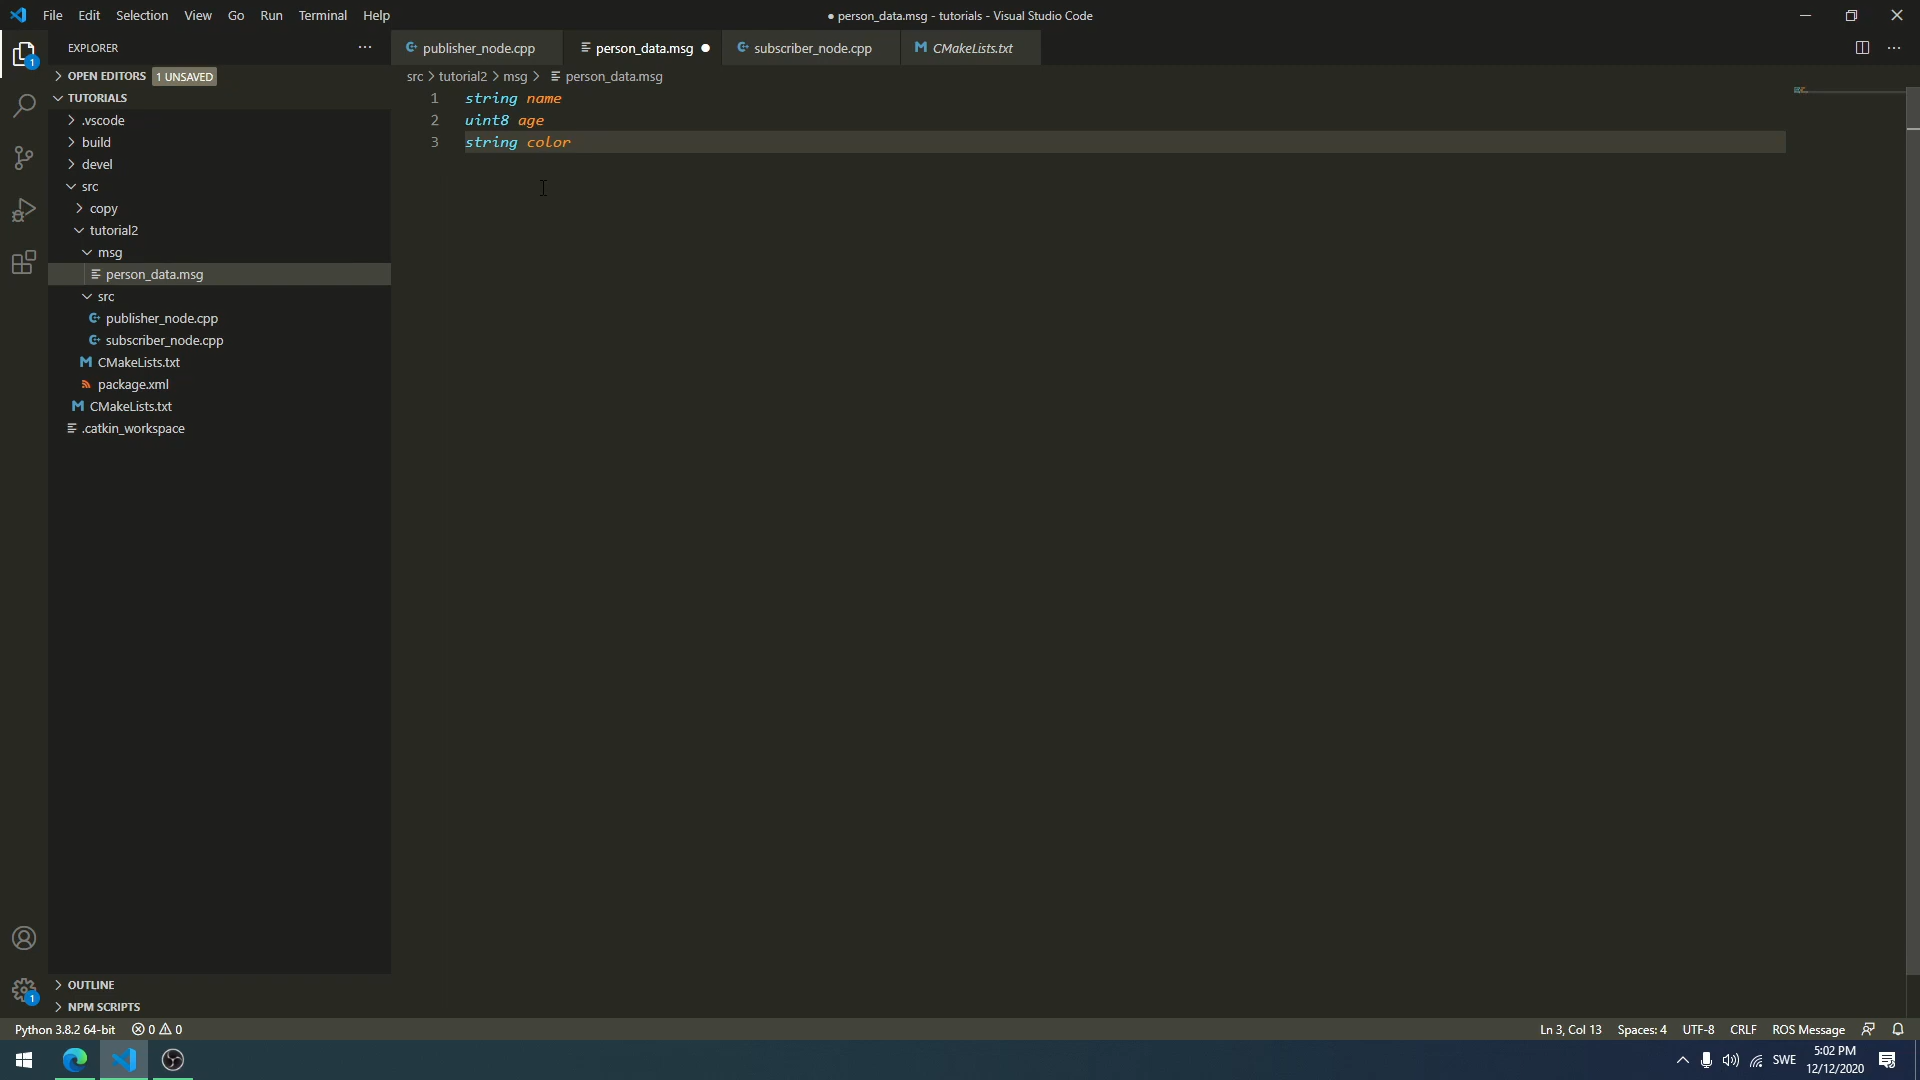 File Edit Selection View Go Run Terminal Help
● person_data.msg - tutorials - Visual Studio Code
EXPLORER
publisher_node.cpp person_data.msg subscriber_node.cpp CMakeLists.txt
OPEN EDITORS 1 UNSAVED
src > tutorial2 > msg > person_data.msg
TUTORIALS
.vscode
build
devel
src
copy
tutorial2
msg
person_data.msg
src
publisher_node.cpp
subscriber_node.cpp
CMakeLists.txt
package.xml
CMakeLists.txt
.catkin_workspace
1 string name
2 uint8 age
3 string color
1
1
OUTLINE
NPM SCRIPTS
Python 3.8.2 64-bit 0 0
Ln 3, Col 13 Spaces: 4 UTF-8 CRLF ROS Message
SWE
5:02 PM
12/12/2020